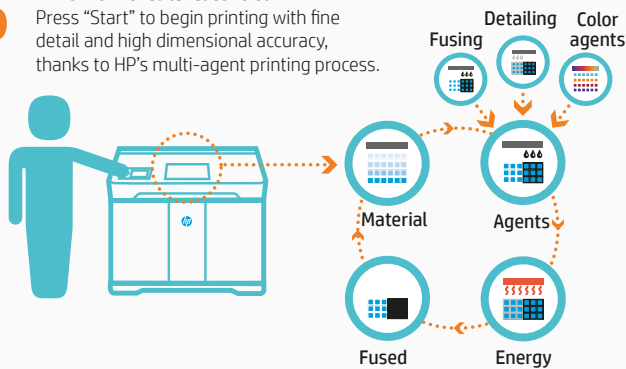 Press “Start” to begin printing with fine
detail and high dimensional accuracy,
thanks to HP’s multi-agent printing process.
Detailing
Fusing
Color
agents
hp
Material
Agents
Fused
Energy